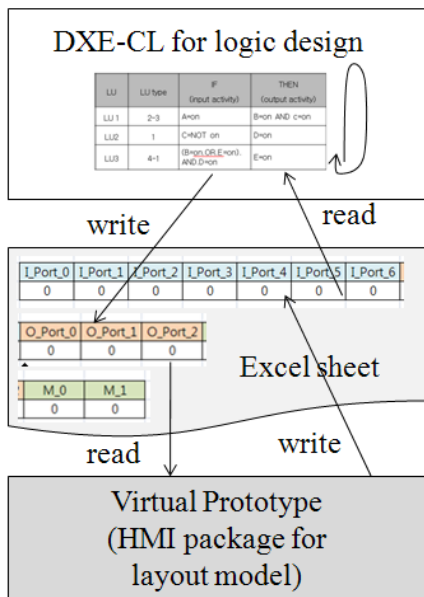 DXE-CL for logic design
LU LU type IF (input activity) THEN (output activity)
LU 1 2-3 A=on B=on AND c=on
LU2 1 C=NOT on D=on
LU3 4-1 (B=on,OR,E=on), AND,D=on E=on
write
read
I_Port_0 I_Port_1 I_Port_2 I_Port_3 I_Port_4 I_Port_5 I_Port_6
0 0 0 0 0 0 0
O_Port_0 O_Port_1 O_Port_2
0 0 0
Excel sheet
M_0 M_1
0 0
read
write
Virtual Prototype
(HMI package for
layout model)